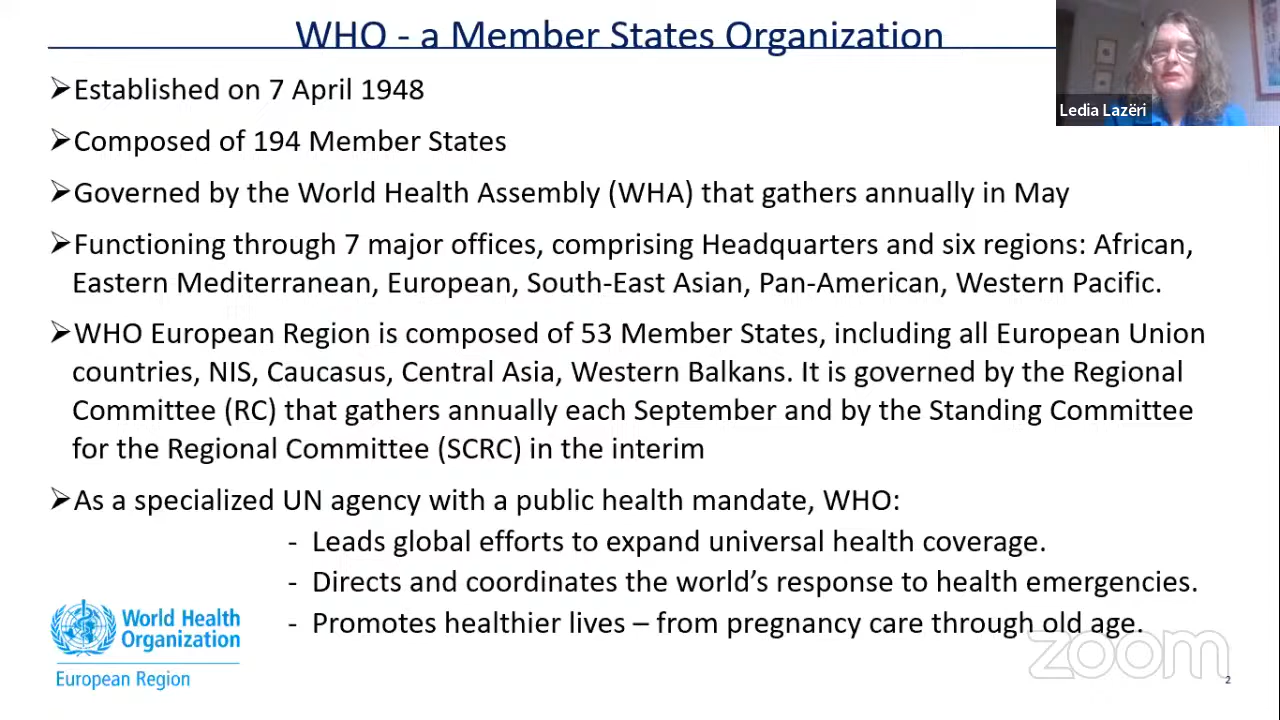 WHO - a Member States Organization
Ledia Lazëri
➢Established on 7 April 1948
➢Composed of 194 Member States
➢Governed by the World Health Assembly (WHA) that gathers annually in May
➢Functioning through 7 major offices, comprising Headquarters and six regions: African,
Eastern Mediterranean, European, South-East Asian, Pan-American, Western Pacific.
➢WHO European Region is composed of 53 Member States, including all European Union
countries, NIS, Caucasus, Central Asia, Western Balkans. It is governed by the Regional
Committee (RC) that gathers annually each September and by the Standing Committee
for the Regional Committee (SCRC) in the interim
➢As a specialized UN agency with a public health mandate, WHO:
- Leads global efforts to expand universal health coverage.
- Directs and coordinates the world’s response to health emergencies.
- Promotes healthier lives – from pregnancy care through old age.
World Health
Organization
European Region
zoom
2